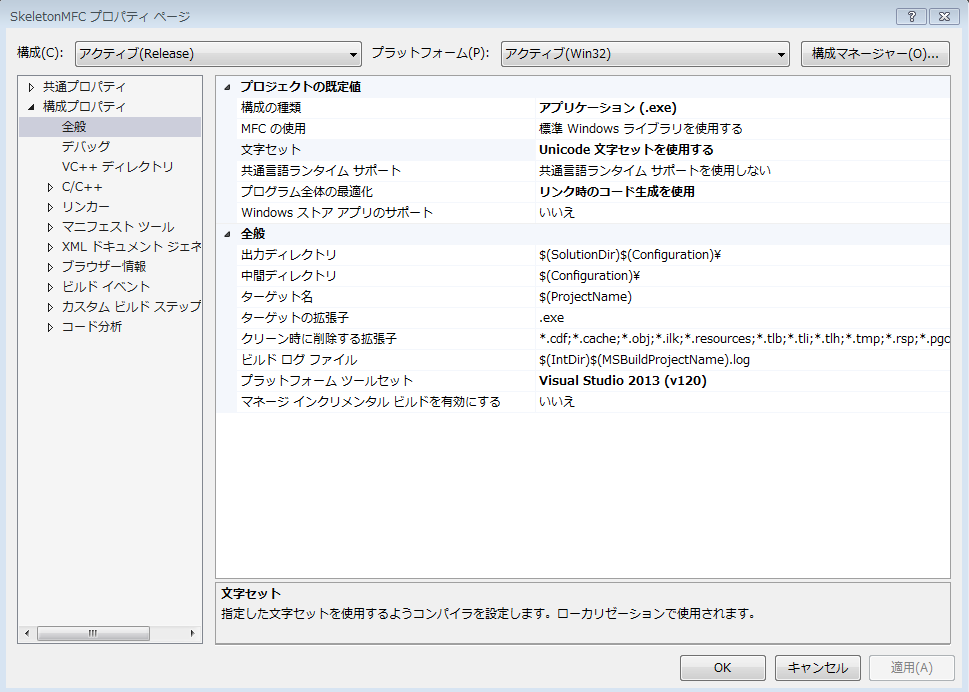 SkeletonMFC プロパティ ページ
構成(C): アクティブ(Release) プラットフォーム(P): アクティブ(Win32) 構成マネージャー(O)...
共通プロパティ
構成プロパティ
全般
デバッグ
VC++ ディレクトリ
C/C++
リンカー
マニフェスト ツール
XML ドキュメント ジェネ
ブラウザー情報
ビルド イベント
カスタム ビルド ステップ
コード分析
プロジェクトの既定値
構成の種類 アプリケーション (.exe)
MFC の使用 標準 Windows ライブラリを使用する
文字セット Unicode 文字セットを使用する
共通言語ランタイム サポート 共通言語ランタイム サポートを使用しない
プログラム全体の最適化 リンク時のコード生成を使用
Windows ストア アプリのサポート いいえ
全般
出力ディレクトリ $(SolutionDir)$(Configuration)¥
中間ディレクトリ $(Configuration)¥
ターゲット名 $(ProjectName)
ターゲットの拡張子 .exe
クリーン時に削除する拡張子 *.cdf;*.cache;*.obj;*.ilk;*.resources;*.tlb;*.tli;*.tlh;*.tmp;*.rsp;*.pgc
ビルド ログ ファイル $(IntDir)$(MSBuildProjectName).log
プラットフォーム ツールセット Visual Studio 2013 (v120)
マネージ インクリメンタル ビルドを有効にする いいえ
文字セット
指定した文字セットを使用するようコンパイラを設定します。ローカリゼーションで使用されます。
OK キャンセル 適用(A)